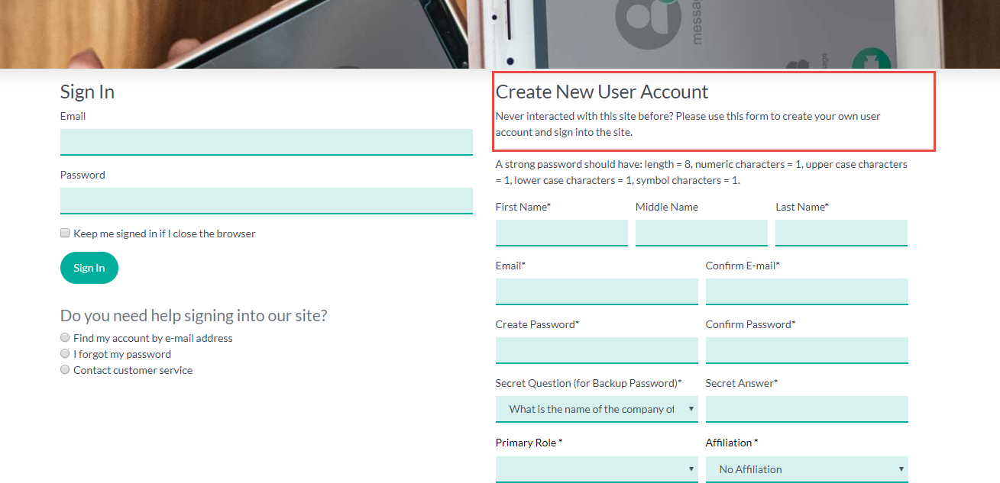 message
Sign In
Email
Password
Keep me signed in if I close the browser
Sign In
Do you need help signing into our site?
Find my account by e-mail address
I forgot my password
Contact customer service
Create New User Account
Never interacted with this site before? Please use this form to create your own user
account and sign into the site.
A strong password should have: length = 8, numeric characters = 1, upper case characters
= 1, lower case characters = 1, symbol characters = 1.
First Name* Middle Name Last Name*
Email* Confirm E-mail*
Create Password* Confirm Password*
Secret Question (for Backup Password)* Secret Answer*
What is the name of the company of
Primary Role * Affiliation *
No Affiliation